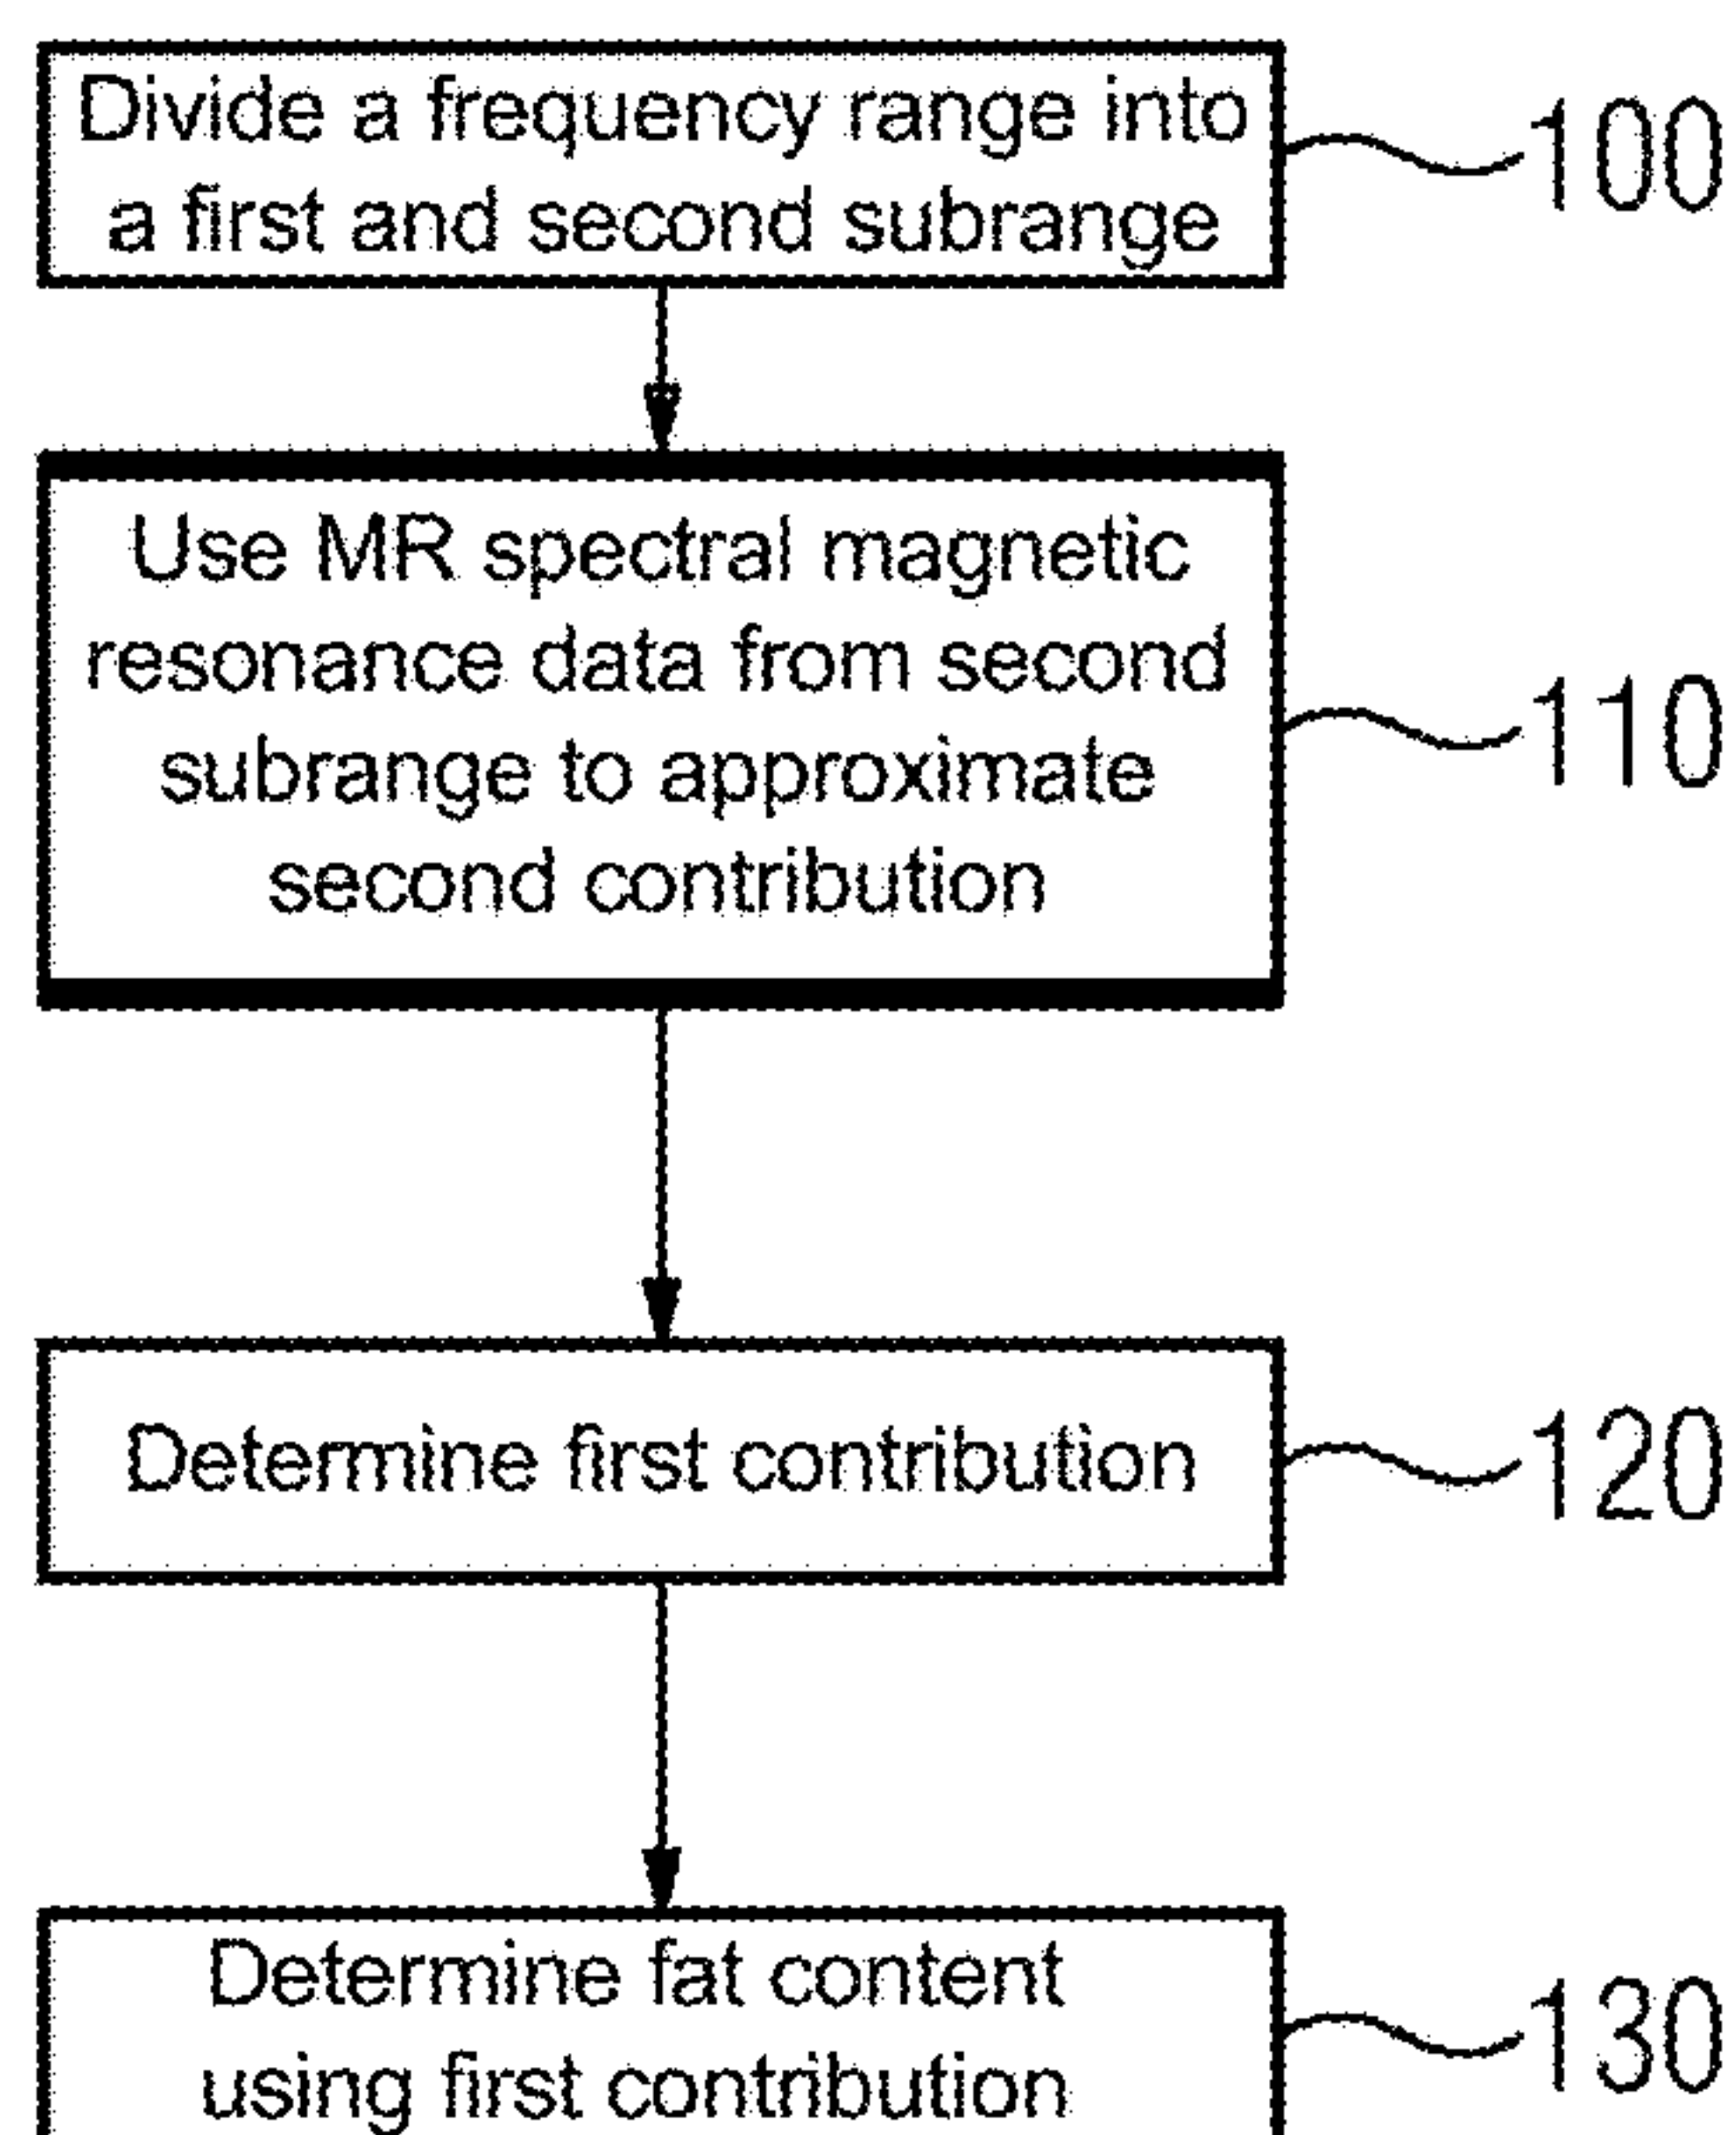 Divide a frequency range into
a first and second subrange
100
Use MR spectral magnetic
resonance data from second
subrange to approximate
second contribution
110
Determine first contribution
120
Determine fat content
using first contribution
130